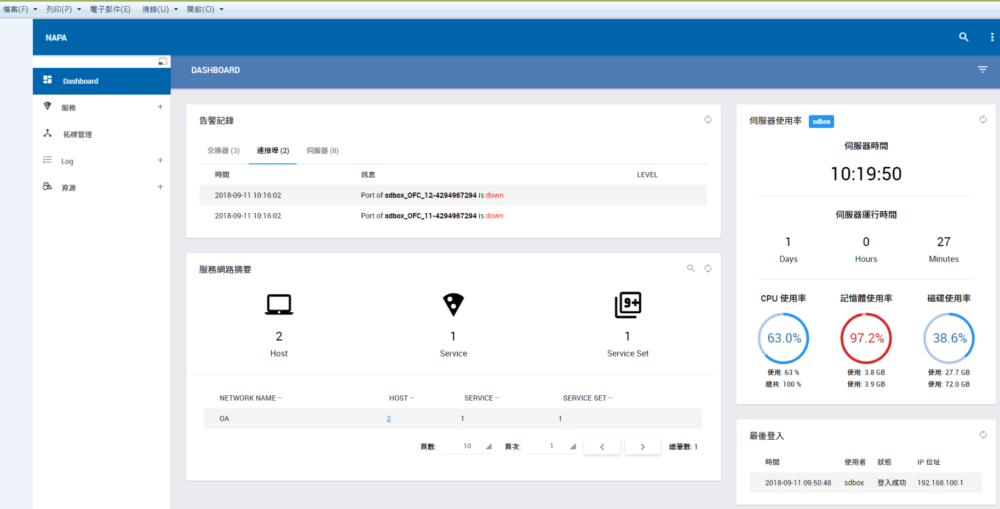 檔案(F) 列印(P) 電子郵件(E) 燒錄(U) 開啟(O)
NAPA
DASHBOARD
Dashboard
服務 +
拓樸管理
Log +
資源 +
告警記錄
交換器 (3) 連接埠 (2) 伺服器 (8)
時間 訊息 LEVEL
2018-09-11 10:16:02 Port of sdbox_OFC_12-4294967294 is down
2018-09-11 10:16:02 Port of sdbox_OFC_11-4294967294 is down
服務網路摘要
9+
2 1 1
Host Service Service Set
NETWORK NAME HOST SERVICE SERVICE SET
OA 2 1 1
頁數: 10 頁次: 1 總筆數: 1
伺服器使用率 sdbox
伺服器時間
10:19:50
伺服器運行時間
1 0 27
Days Hours Minutes
CPU 使用率 記憶體使用率 磁碟使用率
63.0% 97.2% 38.6%
使用: 63 % 使用: 3.8 GB 使用: 27.7 GB
總共: 100 % 使用: 3.9 GB 使用: 72.0 GB
最後登入
時間 使用者 狀態 IP 位址
2018-09-11 09:50:48 sdbox 登入成功 192.168.100.1